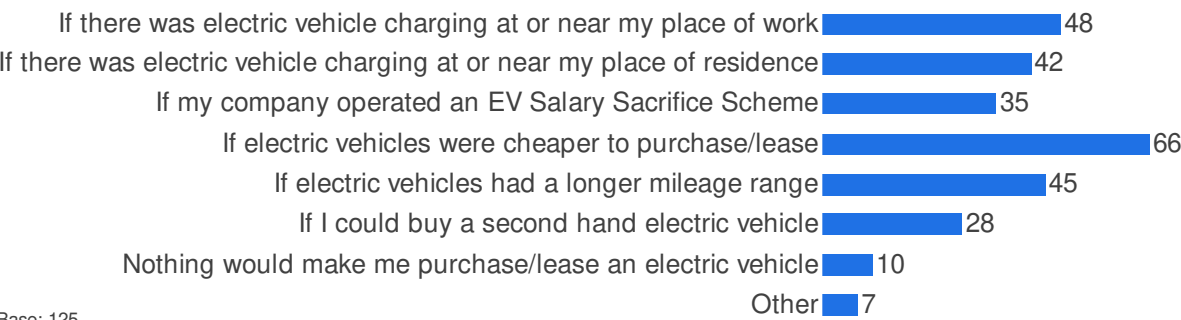 If there was electric vehicle charging at or near my place of work 48
If there was electric vehicle charging at or near my place of residence 42
If my company operated an EV Salary Sacrifice Scheme 35
If electric vehicles were cheaper to purchase/lease 66
If electric vehicles had a longer mileage range 45
If I could buy a second hand electric vehicle 28
Nothing would make me purchase/lease an electric vehicle 10
Other 7
Base: 125